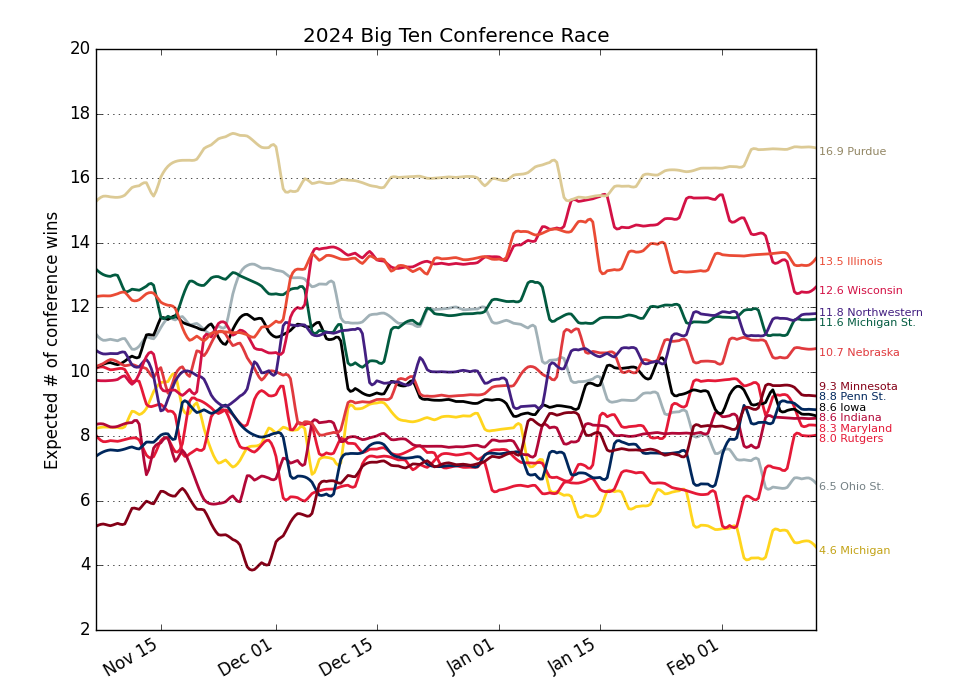 2024 Big Ten Conference Race
Expected # of conference wins
20
18
16
14
12
10
8
6
4
2
Nov 15
Dec 01
Dec 15
Jan 01
Jan 15
Feb 01
16.9 Purdue
13.5 Illinois
12.6 Wisconsin
11.8 Northwestern
11.6 Michigan St.
10.7 Nebraska
9.3 Minnesota
8.8 Penn St.
8.6 Iowa
8.6 Indiana
8.3 Maryland
8.0 Rutgers
6.5 Ohio St.
4.6 Michigan